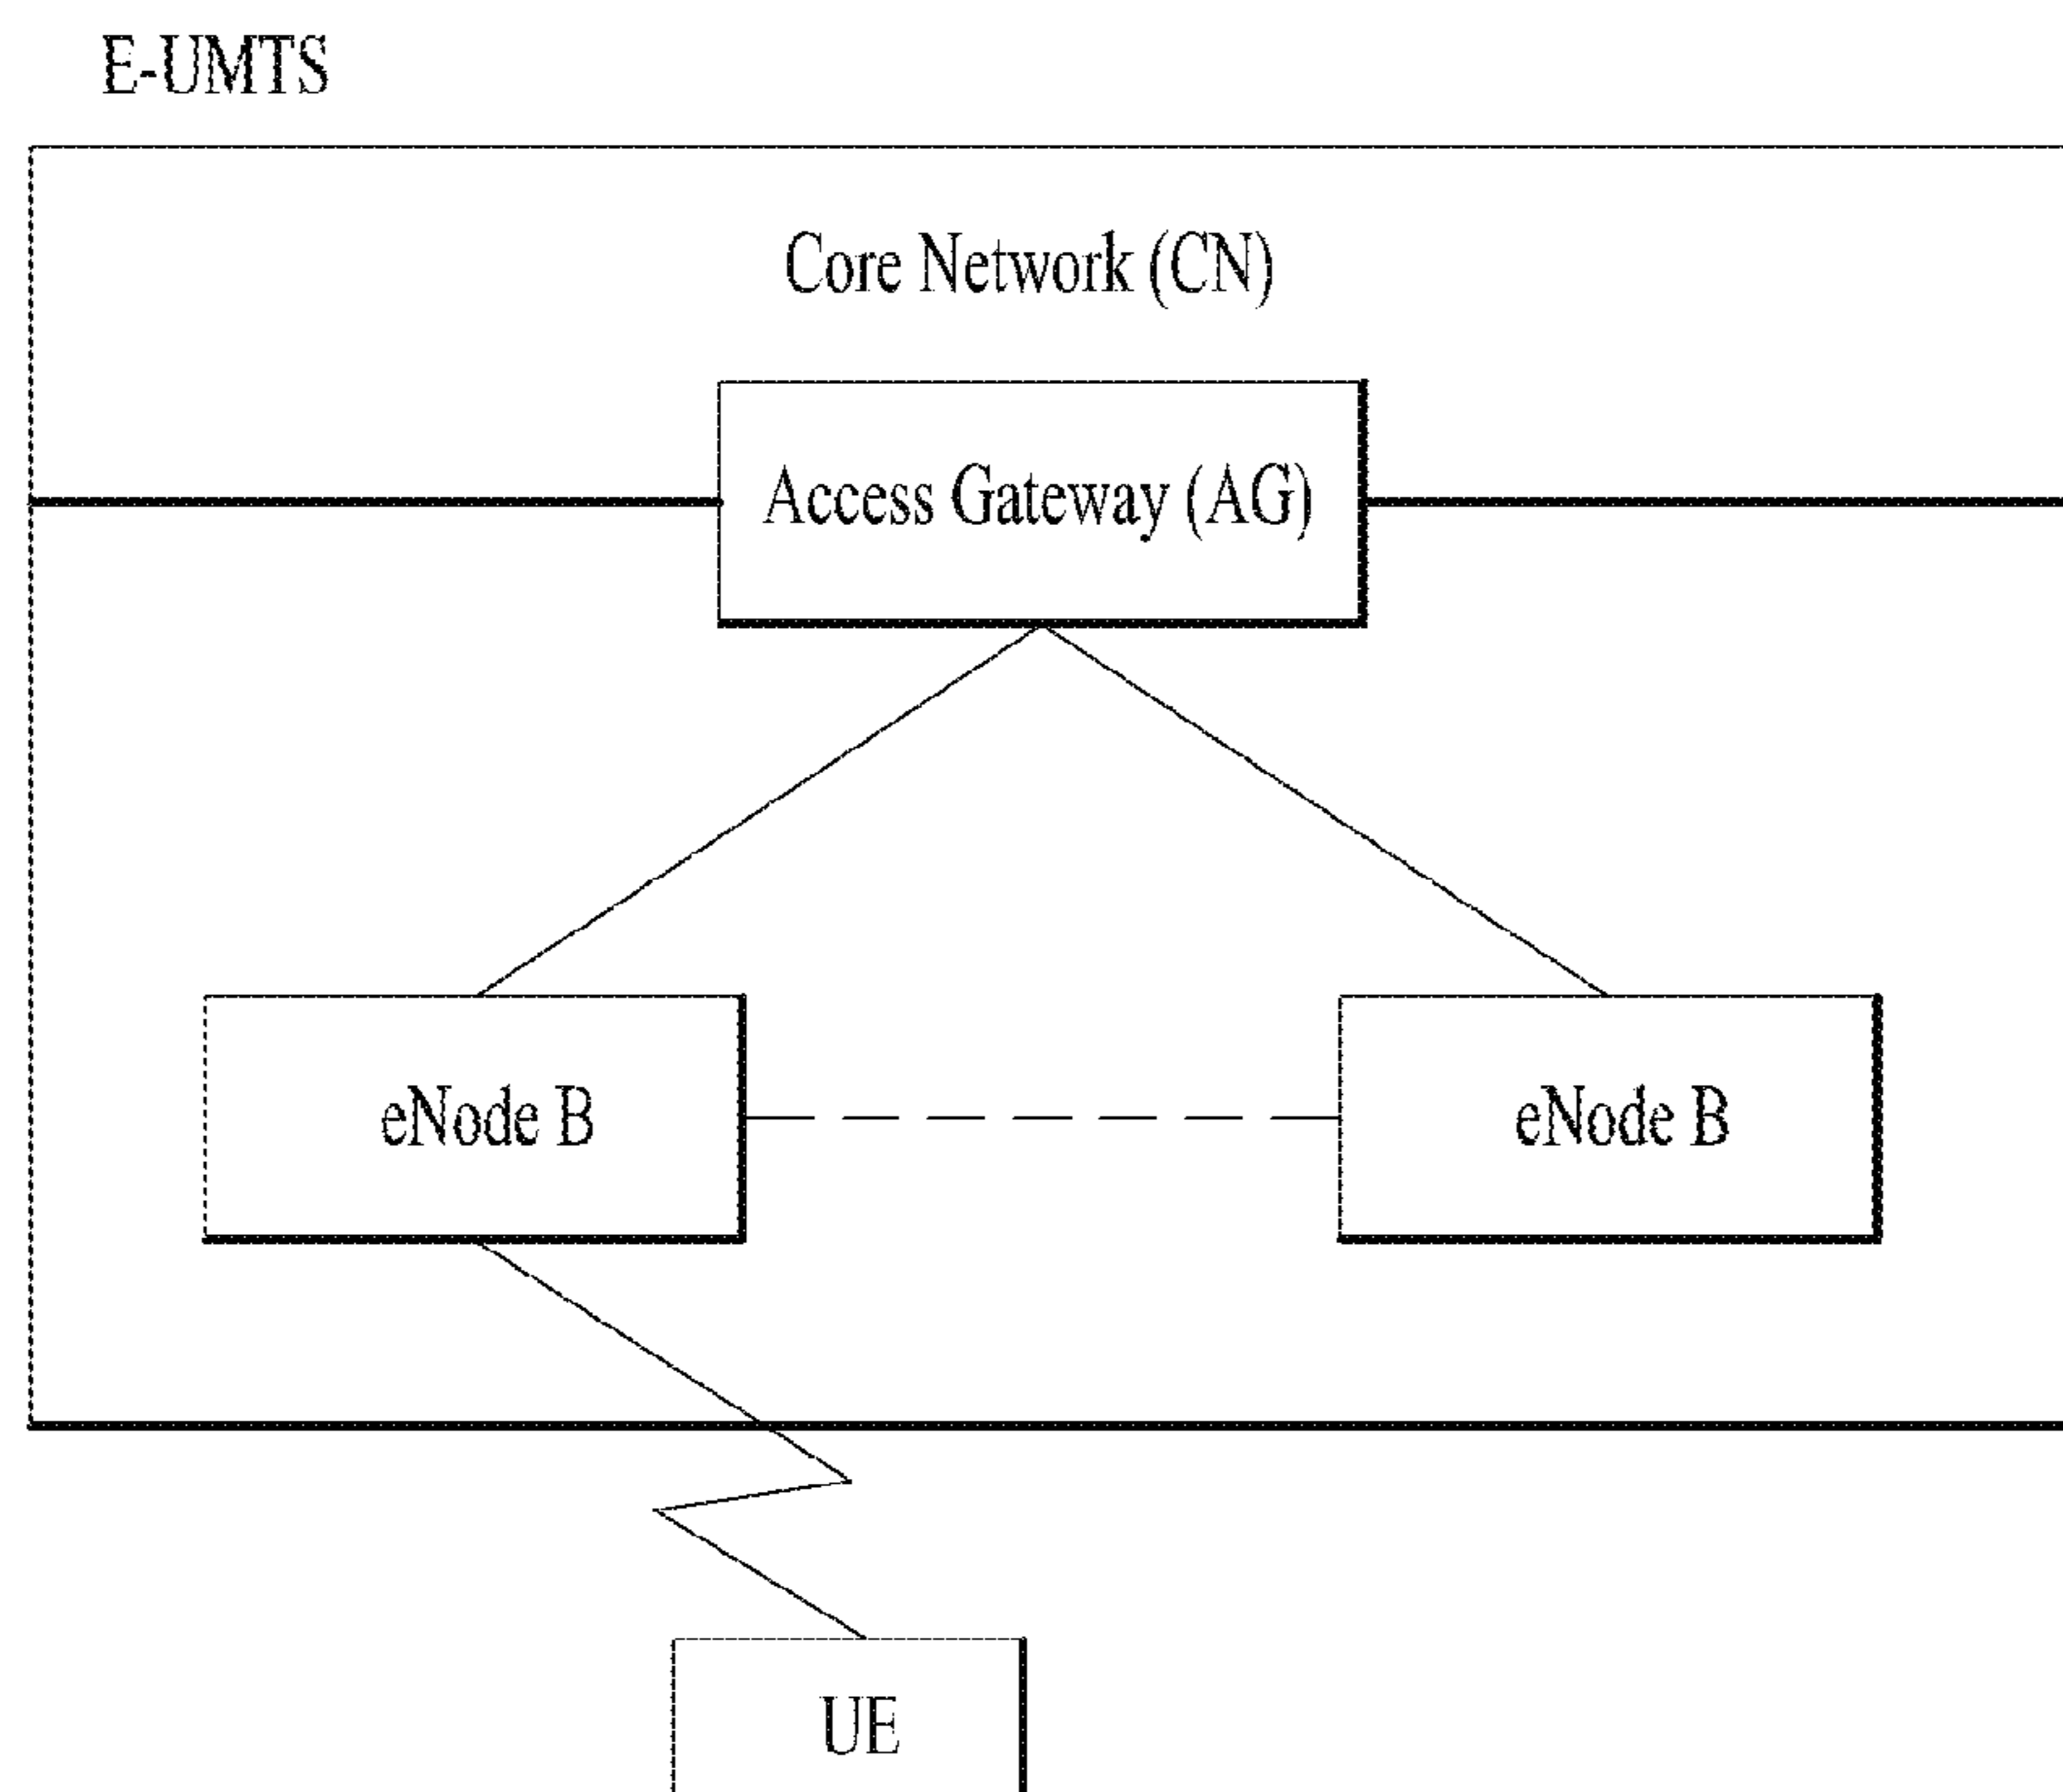 E-UMTS
Core Network (CN)
Access Gateway (AG)
eNode B
eNode B
UE